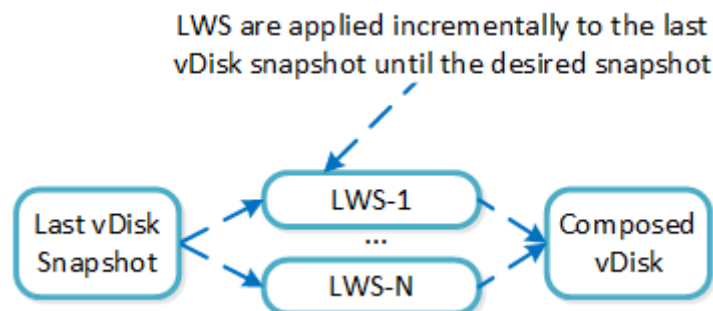 LWS are applied incrementally to the last
vDisk snapshot until the desired snapshot
LWS-1
Last vDisk
Snapshot
...
Composed
vDisk
LWS-N